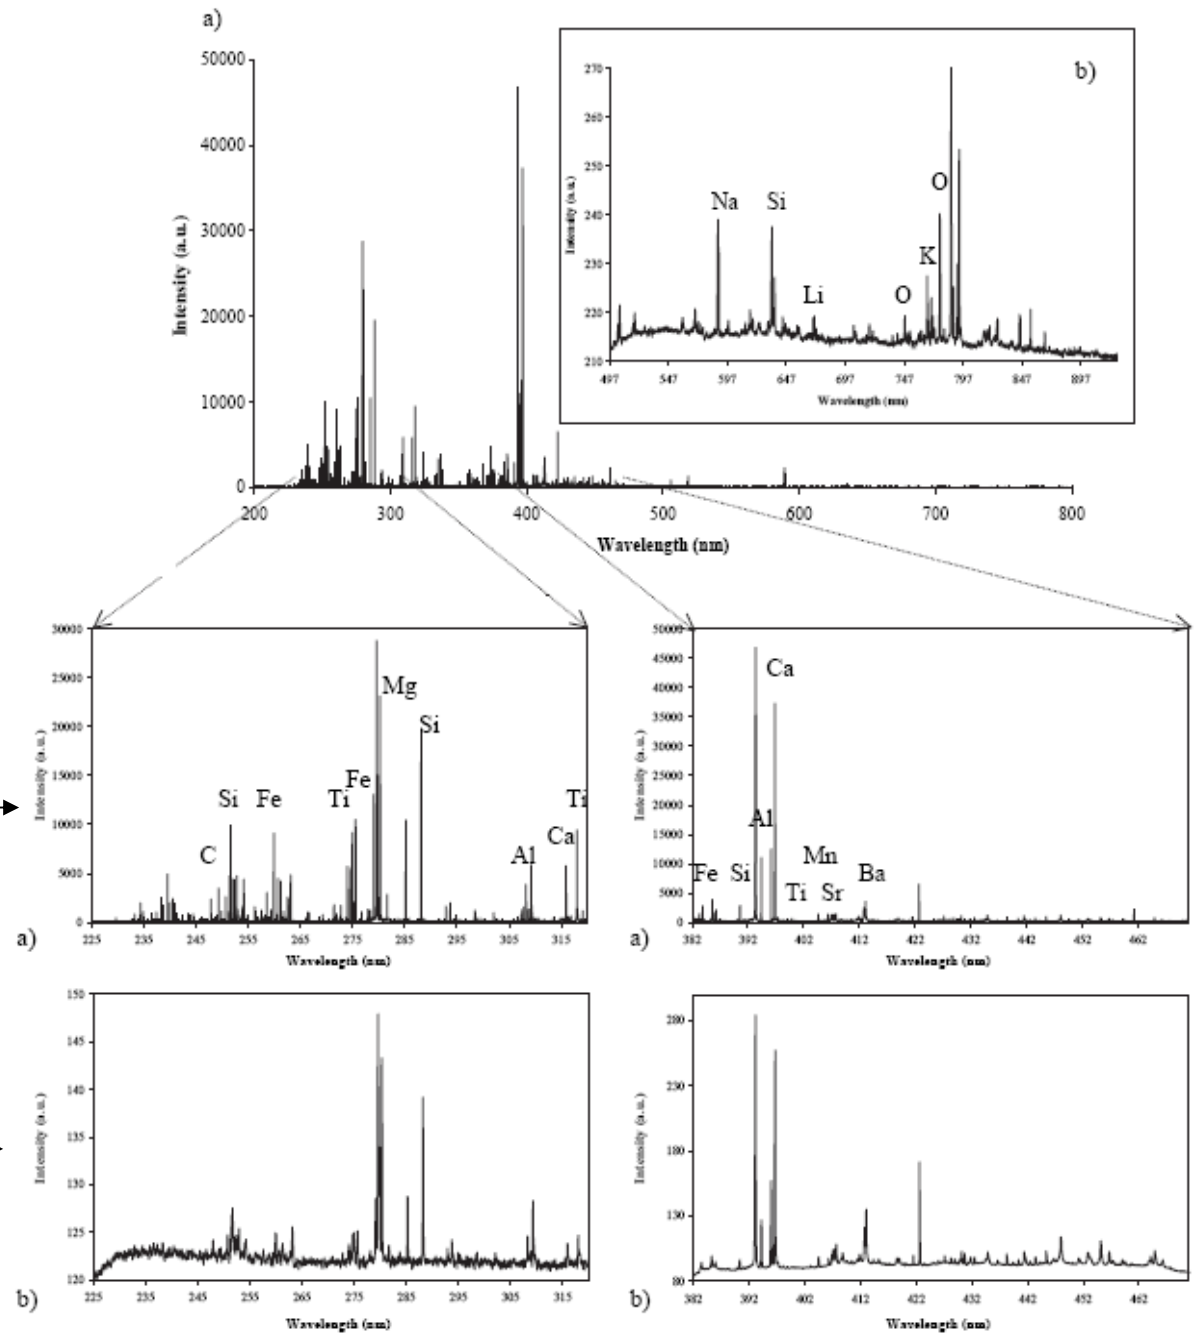 a)
50000
40000
30000
20000
10000
0
Intensity (a.u.)
200 300 400 500 600 700 800
Wavelength (nm)
b)
270
260
250
240
230
220
210
Intensity (a.u.)
Na Si Li O K O
497 547 597 647 697 747 797 847 897
Wavelength (nm)
30000
25000
20000
15000
10000
5000
0
Intensity (a.u.)
C Si Fe Ti Fe Mg Si Al Ca Ti
225 235 245 255 265 275 285 295 305 315
a)
Wavelength (nm)
50000
45000
40000
35000
30000
25000
20000
15000
10000
5000
0
Intensity (a.u.)
Fe Si Al Ca Ti Mn Sr Ba
382 392 402 412 422 432 442 452 462
a)
Wavelength (nm)
150
145
140
135
130
125
120
Intensity (a.u.)
225 235 245 255 265 275 285 295 305 315
b)
Wavelength (nm)
280
230
180
130
80
Intensity (a.u.)
382 392 402 412 422 432 442 452 462
b)
Wavelength (nm)